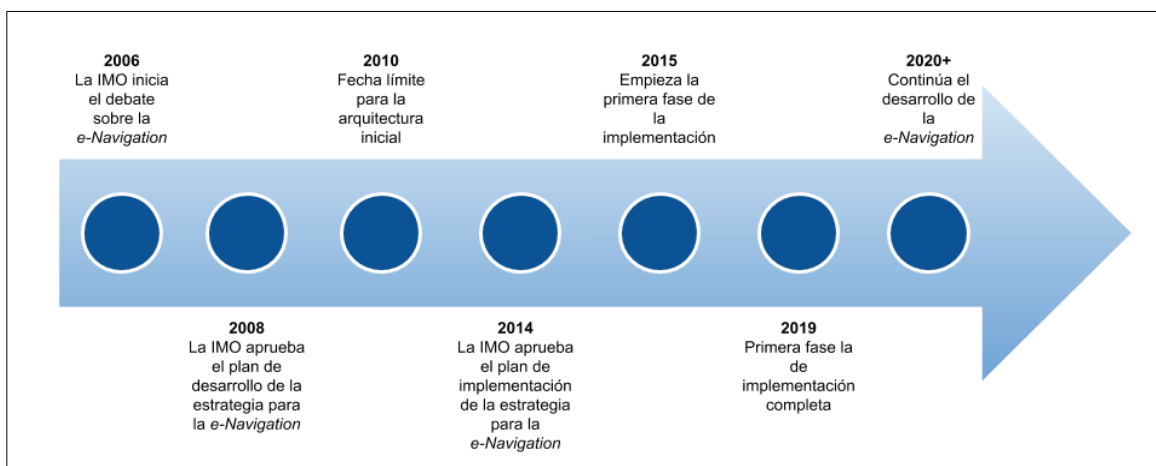 2006
La IMO inicia
el debate
sobre la
e-Navigation
2008
La IMO aprueba
el plan de
desarrollo de la
estrategia para
la e-Navigation
2010
Fecha límite
para la
arquitectura
inicial
2014
La IMO aprueba
el plan de
implementación
de la estrategia
para la
e-Navigation
2015
Empieza la
primera fase de
la
implementación
2019
Primera fase la
de
implementación
completa
2020+
Continúa el
desarrollo de
la
e-Navigation